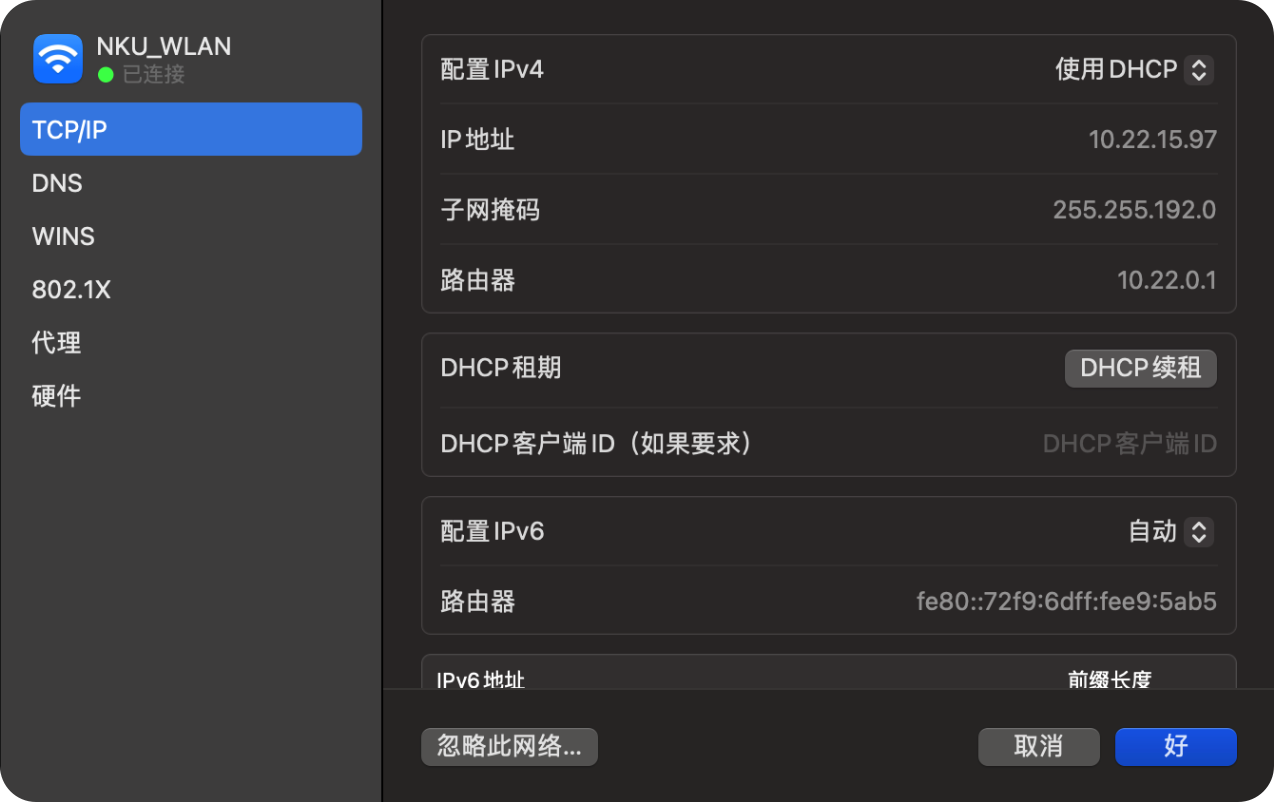 NKU_WLAN
已连接
TCP/IP
DNS
WINS
802.1X
代理
硬件
配置 IPv4
使用 DHCP
IP 地址
10.22.15.97
子网掩码
255.255.192.0
路由器
10.22.0.1
DHCP 租期
DHCP 续租
DHCP 客户端 ID（如果要求）
DHCP 客户端 ID
配置 IPv6
自动
路由器
fe80::72f9:6dff:fee9:5ab5
IPv6 地址
前缀长度
忽略此网络...
取消
好